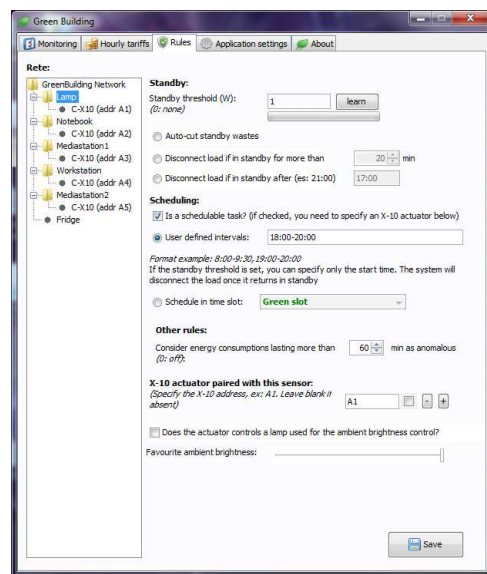 Green Building
Monitoring
Hourly tariffs
Rules
Application settings
About
Rete:
GreenBuilding Network
Lamp
C-X10 (addr A1)
Notebook
C-X10 (addr A2)
Mediastation1
C-X10 (addr A3)
Workstation
C-X10 (addr A4)
Mediastation2
C-X10 (addr A5)
Fridge
Standby:
Standby threshold (W):
(0: none)
1
learn
Auto-cut standby wastes
Disconnect load if in standby for more than
20
min
Disconnect load if in standby after (es: 21:00)
17:00
Scheduling:
Is a schedulable task? (if checked, you need to specify an X-10 actuator below)
User defined intervals:
18:00-20:00
Format example: 8:00-9:30,19:00-20:00
If the standby threshold is set, you can specify only the start time. The system will
disconnect the load once it returns in standby
Schedule in time slot:
Green slot
Other rules:
Consider energy consumptions lasting more than
60
min as anomalous
(0: off):
X-10 actuator paired with this sensor:
(Specify the X-10 address, ex: A1. Leave blank if
absent)
A1
-
+
Does the actuator controls a lamp used for the ambient brightness control?
Favourite ambient brightness:
Save